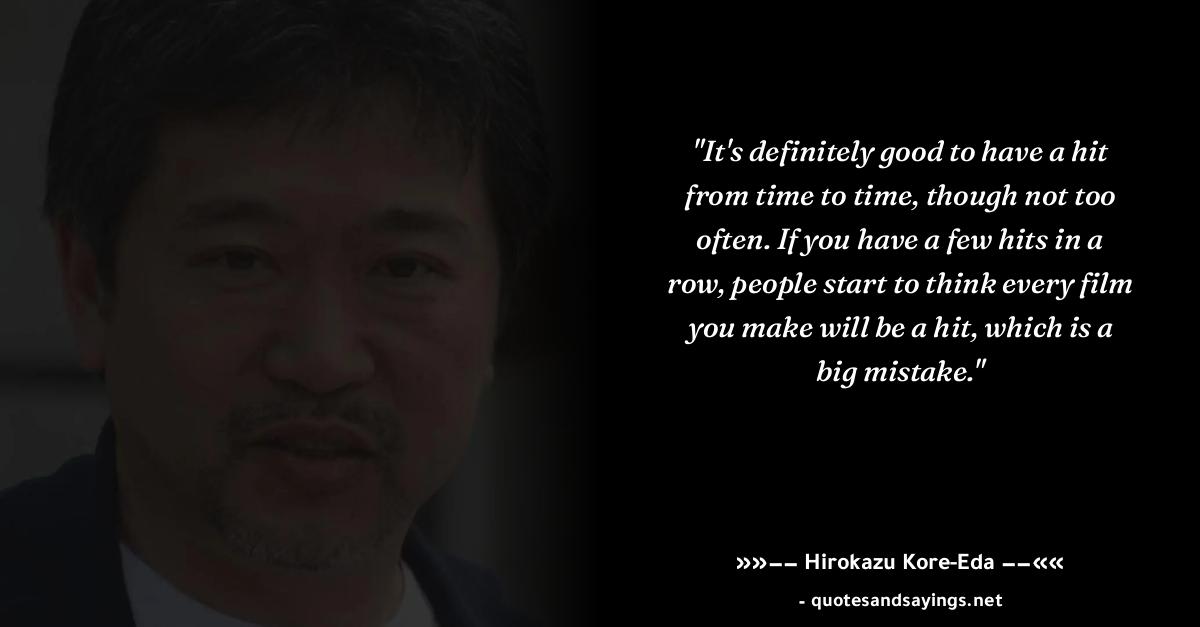 "It's definitely good to have a hit
from time to time, though not too
often. If you have a few hits in a
row, people start to think every film
you make will be a hit, which is a
big mistake."
»»−− Hirokazu Kore-Eda −−««
- quotesandsayings.net